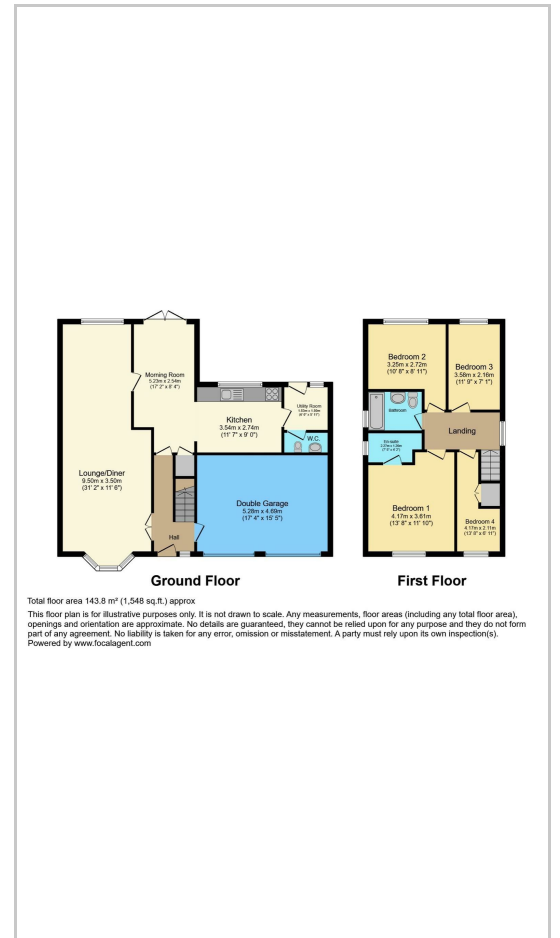 Morning Room
5.23m x 2.54m
(17' 2" x 8' 4")
Kitchen
3.54m x 2.74m
(11' 7" x 9' 0")
Utility Room
W.C.
Lounge/Diner
9.50m x 3.50m
(31' 2" x 11' 6")
Double Garage
5.28m x 4.69m
(17' 4" x 15' 5")
Hall
Ground Floor
Bedroom 2
3.25m x 2.72m
(10' 8" x 8' 11")
Bedroom 3
3.58m x 2.16m
(11' 9" x 7' 1")
Bathroom
Landing
En-suite
Bedroom 1
4.17m x 3.61m
(13' 8" x 11' 10")
Bedroom 4
4.17m x 2.11m
(13' 8" x 6' 11")
First Floor
Total floor area 143.8 m² (1,548 sq.ft.) approx
This floor plan is for illustrative purposes only. It is not drawn to scale. Any measurements, floor areas (including any total floor area),
openings and orientation are approximate. No details are guaranteed, they cannot be relied upon for any purpose and they do not form
part of any agreement. No liability is taken for any error, omission or misstatement. A party must rely upon its own inspection(s).
Powered by www.focalagent.com